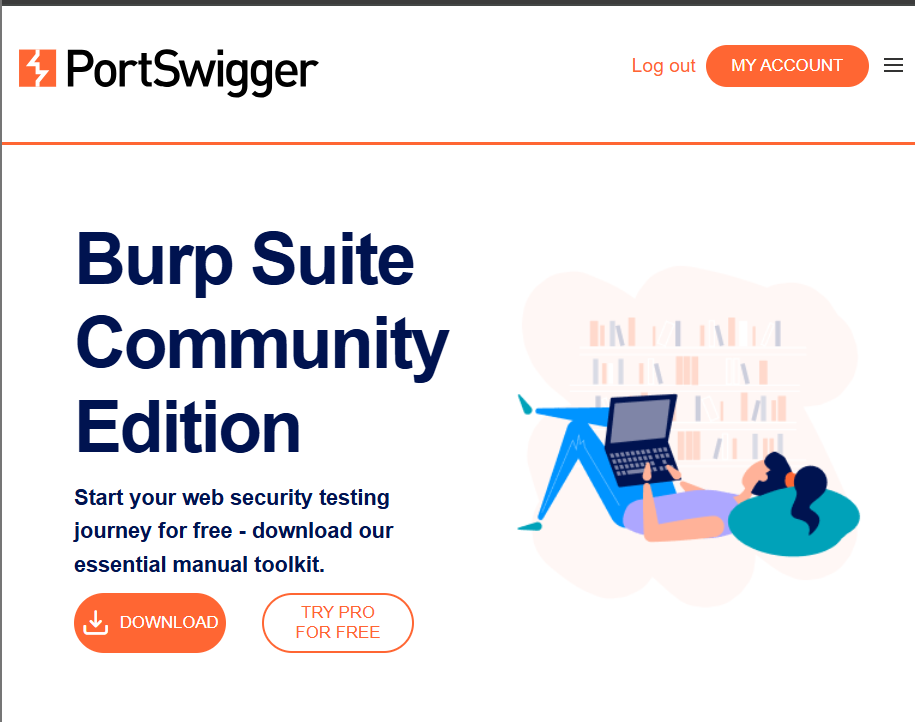 PortSwigger
Log out
MY ACCOUNT
Burp Suite
Community
Edition
Start your web security testing
journey for free - download our
essential manual toolkit.
DOWNLOAD
TRY PRO
FOR FREE